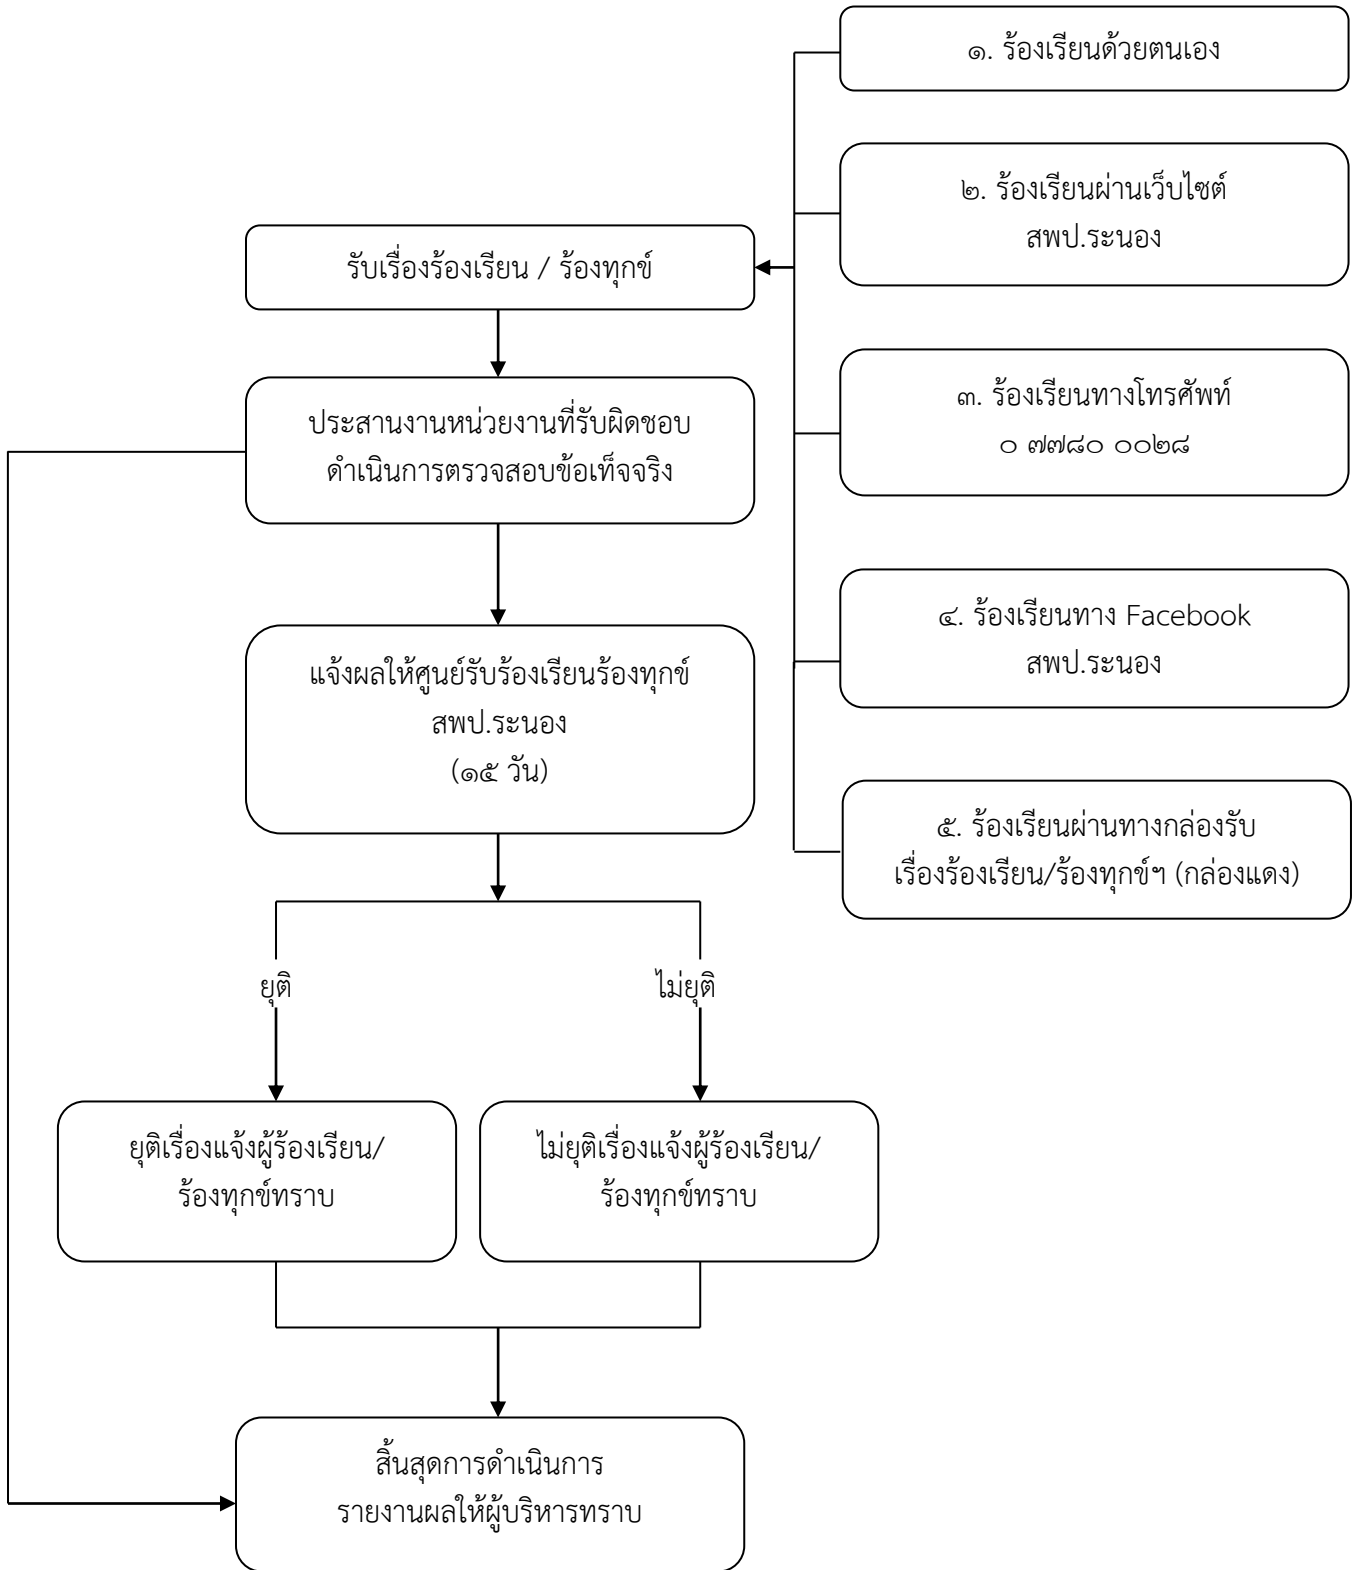 ๑. ร้องเรียนด้วยตนเอง
๒. ร้องเรียนผ่านเว็บไซต์
สพป.ระนอง
รับเรื่องร้องเรียน / ร้องทุกข์
๓. ร้องเรียนทางโทรศัพท์
๐ ๗๗๘๐ ๐๐๒๘
ประสานงานหน่วยงานที่รับผิดชอบ
ดำเนินการตรวจสอบข้อเท็จจริง
๔. ร้องเรียนทาง Facebook
สพป.ระนอง
แจ้งผลให้ศูนย์รับร้องเรียนร้องทุกข์
สพป.ระนอง
(๑๕ วัน)
๕. ร้องเรียนผ่านทางกล่องรับ
เรื่องร้องเรียน/ร้องทุกข์ฯ (กล่องแดง)
ยุติ
ไม่ยุติ
ยุติเรื่องแจ้งผู้ร้องเรียน/
ร้องทุกข์ทราบ
ไม่ยุติเรื่องแจ้งผู้ร้องเรียน/
ร้องทุกข์ทราบ
สิ้นสุดการดำเนินการ
รายงานผลให้ผู้บริหารทราบ